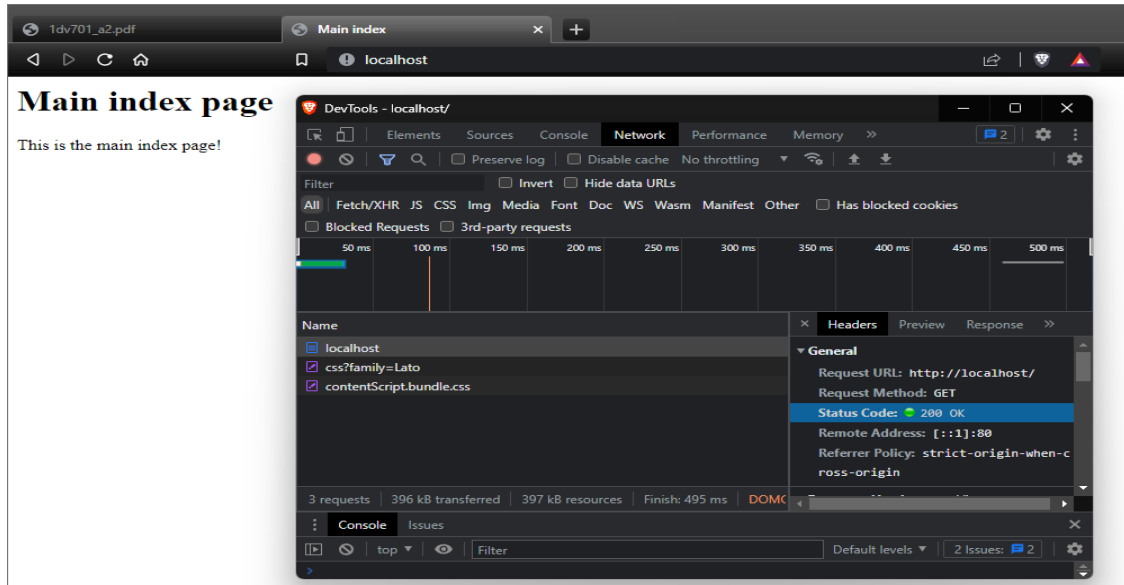 1dv701_a2.pdf Main index
localhost
Main index page
This is the main index page!
DevTools - localhost/
Elements Sources Console Network Performance Memory 2
Preserve log Disable cache No throttling
Filter Invert Hide data URLs
All Fetch/XHR JS CSS Img Media Font Doc WS Wasm Manifest Other Has blocked cookies
Blocked Requests 3rd-party requests
50 ms 100 ms 150 ms 200 ms 250 ms 300 ms 350 ms 400 ms 450 ms 500 ms
Name
localhost
css?family=Lato
contentScript.bundle.css
3 requests 396 kB transferred 397 kB resources Finish: 495 ms DOMC
Headers Preview Response
General
Request URL: http://localhost/
Request Method: GET
Status Code: 200 OK
Remote Address: [::1]:80
Referrer Policy: strict-origin-when-c
ross-origin
Console Issues
top Filter Default levels 2 Issues: 2